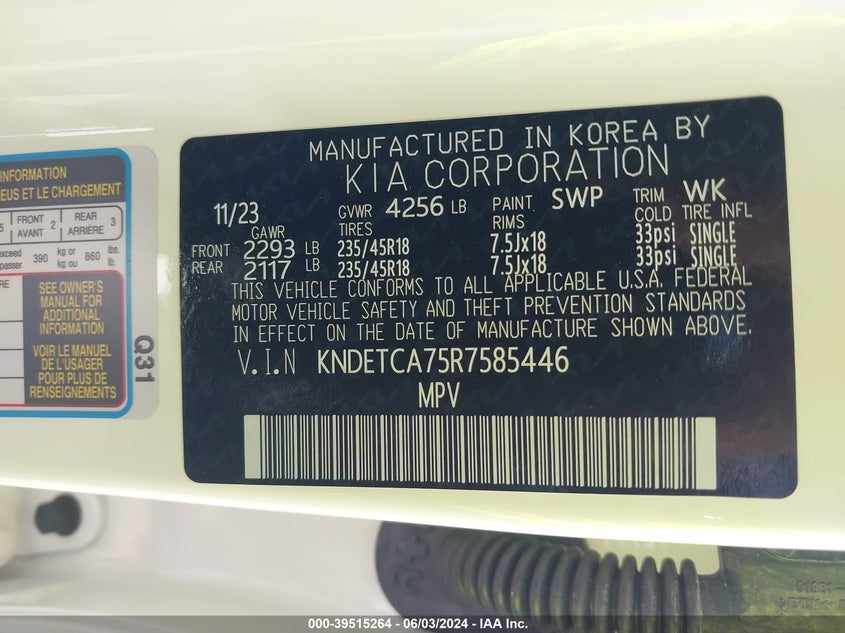 INFORMATION
NEUS ET LE CHARGEMENT
5 FRONT AVANT 2 REAR ARRIÈRE 3
exceed 390 kg or 860 lbs.
passer kg ou lb.
SEE OWNER'S
MANUAL FOR
ADDITIONAL
INFORMATION
VOIR LE MANUEL
DE L'USAGER
POUR PLUS DE
RENSEIGNEMENTS
Q31
MANUFACTURED IN KOREA BY
KIA CORPORATION
11/23 GVWR 4256 LB PAINT SWP TRIM WK
GAWR TIRES RIMS COLD TIRE INFL
FRONT 2293 LB 235/45R18 7.5Jx18 33psi SINGLE
REAR 2117 LB 235/45R18 7.5Jx18 33psi SINGLE
THIS VEHICLE CONFORMS TO ALL APPLICABLE U.S.A. FEDERAL
MOTOR VEHICLE SAFETY AND THEFT PREVENTION STANDARDS
IN EFFECT ON THE DATE OF MANUFACTURE SHOWN ABOVE.
V.I.N KNDETCA75R7585446
MPV
000-39515264 - 06/03/2024 - IAA Inc.